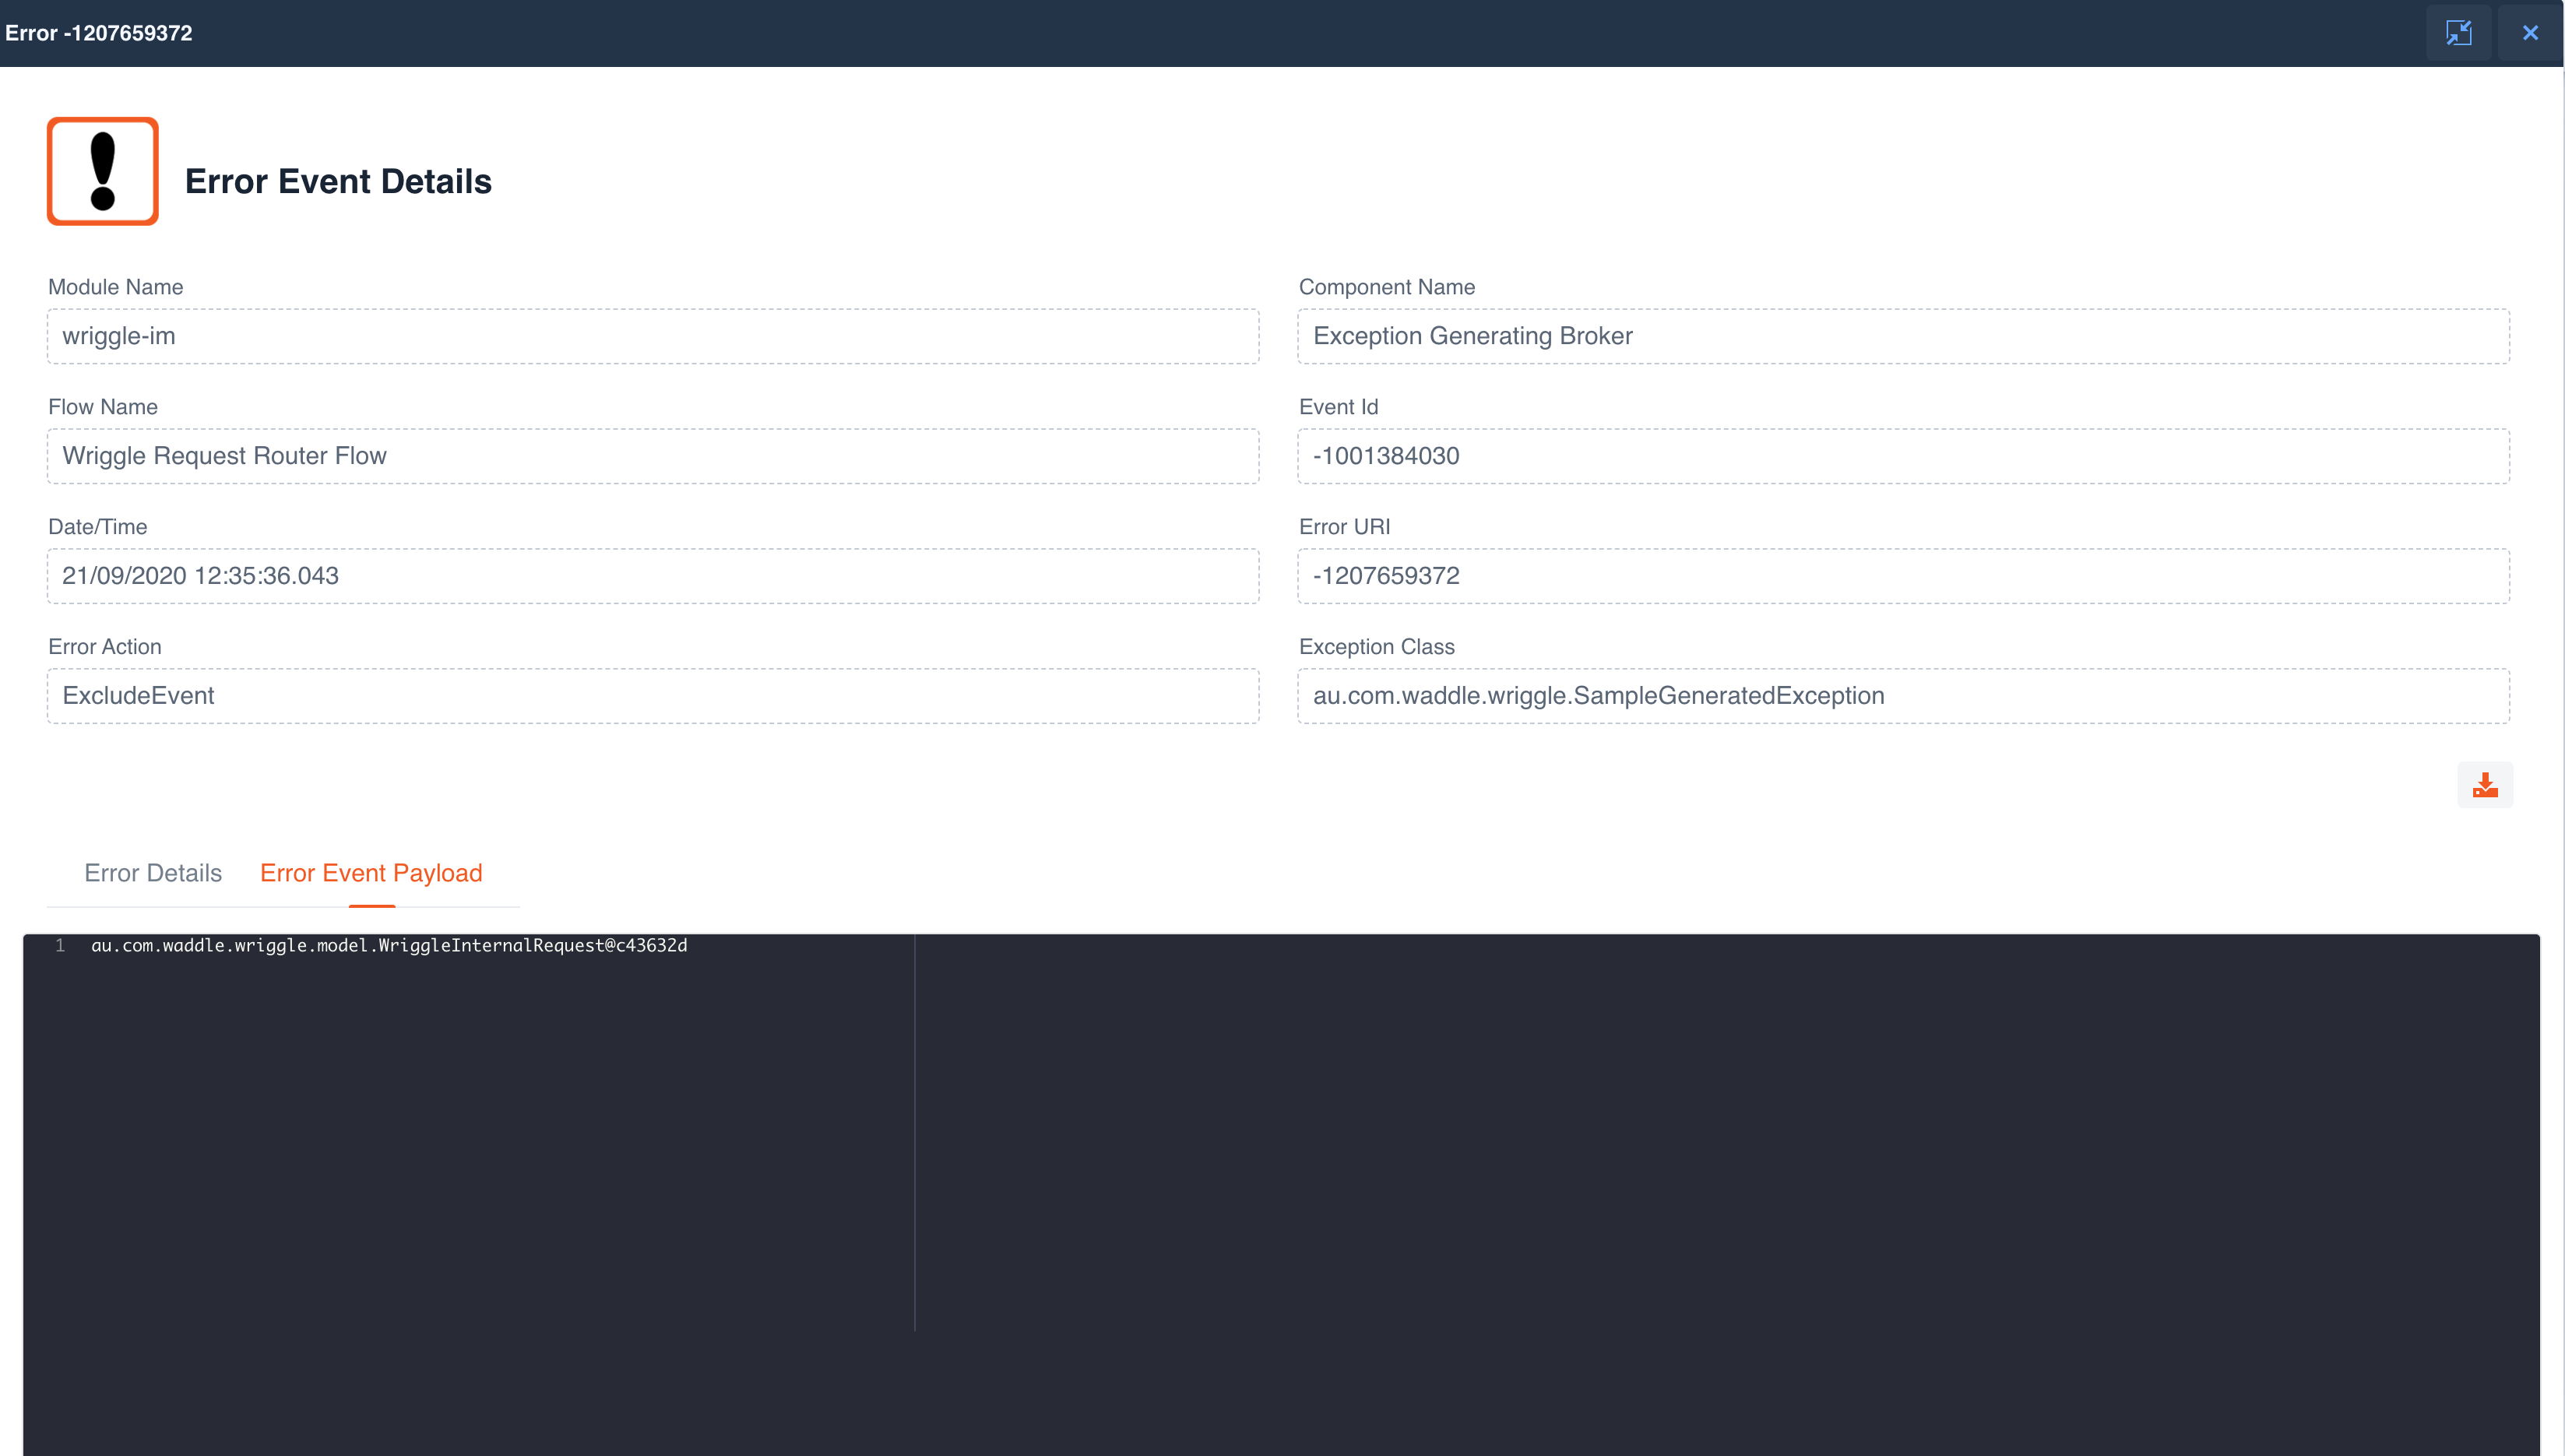 Error -1207659372
Error Event Details
Module Name
wriggle-im
Component Name
Exception Generating Broker
Flow Name
Wriggle Request Router Flow
Event Id
-1001384030
Date/Time
21/09/2020 12:35:36.043
Error URI
-1207659372
Error Action
ExcludeEvent
Exception Class
au.com.waddle.wriggle.SampleGeneratedException
Error Details
Error Event Payload
1 au.com.waddle.wriggle.model.WriggleInternalRequest@c43632d